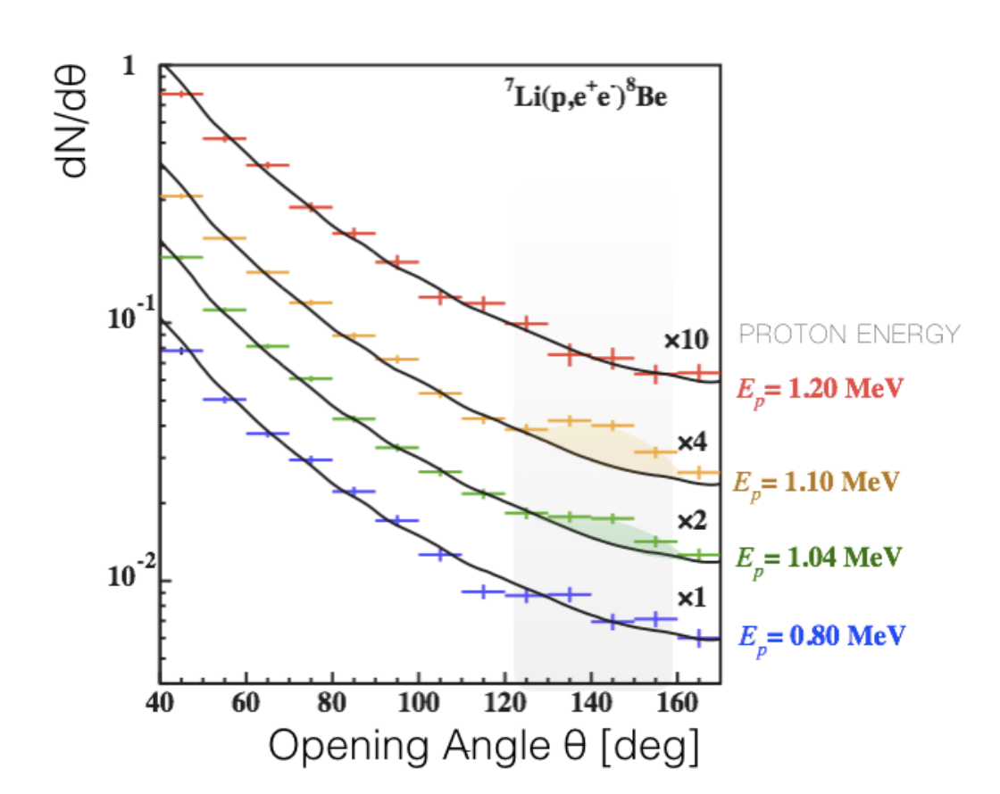 dN/dθ
1
10⁻¹
10⁻²
⁷Li(p,e⁺e⁻)⁸Be
×10
PROTON ENERGY
Eₚ= 1.20 MeV
×4
Eₚ= 1.10 MeV
×2
Eₚ= 1.04 MeV
×1
Eₚ= 0.80 MeV
40 60 80 100 120 140 160
Opening Angle θ [deg]